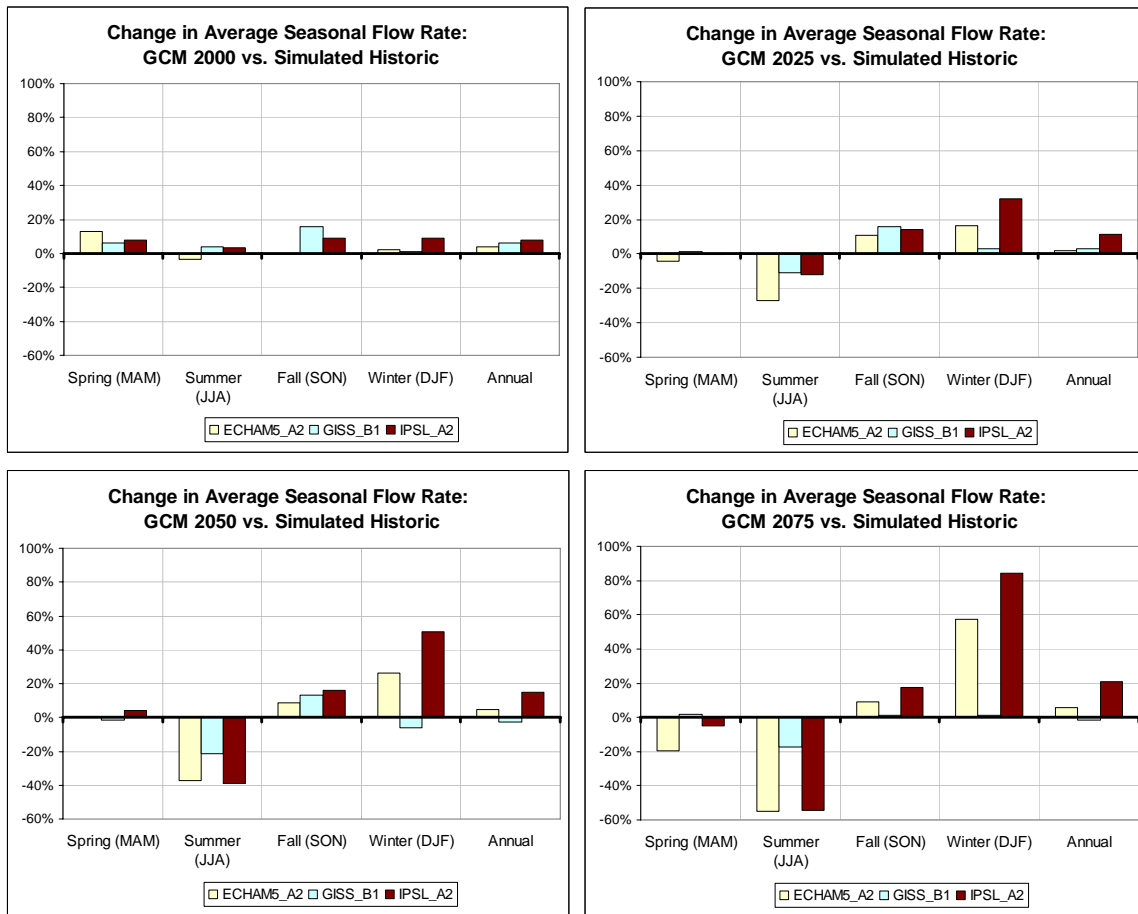 Change in Average Seasonal Flow Rate:
GCM 2000 vs. Simulated Historic
100%
80%
60%
40%
20%
0%
-20%
-40%
-60%
Spring (MAM)
Summer
(JJA)
Fall (SON)
Winter (DJF)
Annual
ECHAM5_A2
GISS_B1
IPSL_A2
Change in Average Seasonal Flow Rate:
GCM 2025 vs. Simulated Historic
100%
80%
60%
40%
20%
0%
-20%
-40%
-60%
Spring (MAM)
Summer
(JJA)
Fall (SON)
Winter (DJF)
Annual
ECHAM5_A2
GISS_B1
IPSL_A2
Change in Average Seasonal Flow Rate:
GCM 2050 vs. Simulated Historic
100%
80%
60%
40%
20%
0%
-20%
-40%
-60%
Spring (MAM)
Summer
(JJA)
Fall (SON)
Winter (DJF)
Annual
ECHAM5_A2
GISS_B1
IPSL_A2
Change in Average Seasonal Flow Rate:
GCM 2075 vs. Simulated Historic
100%
80%
60%
40%
20%
0%
-20%
-40%
-60%
Spring (MAM)
Summer
(JJA)
Fall (SON)
Winter (DJF)
Annual
ECHAM5_A2
GISS_B1
IPSL_A2